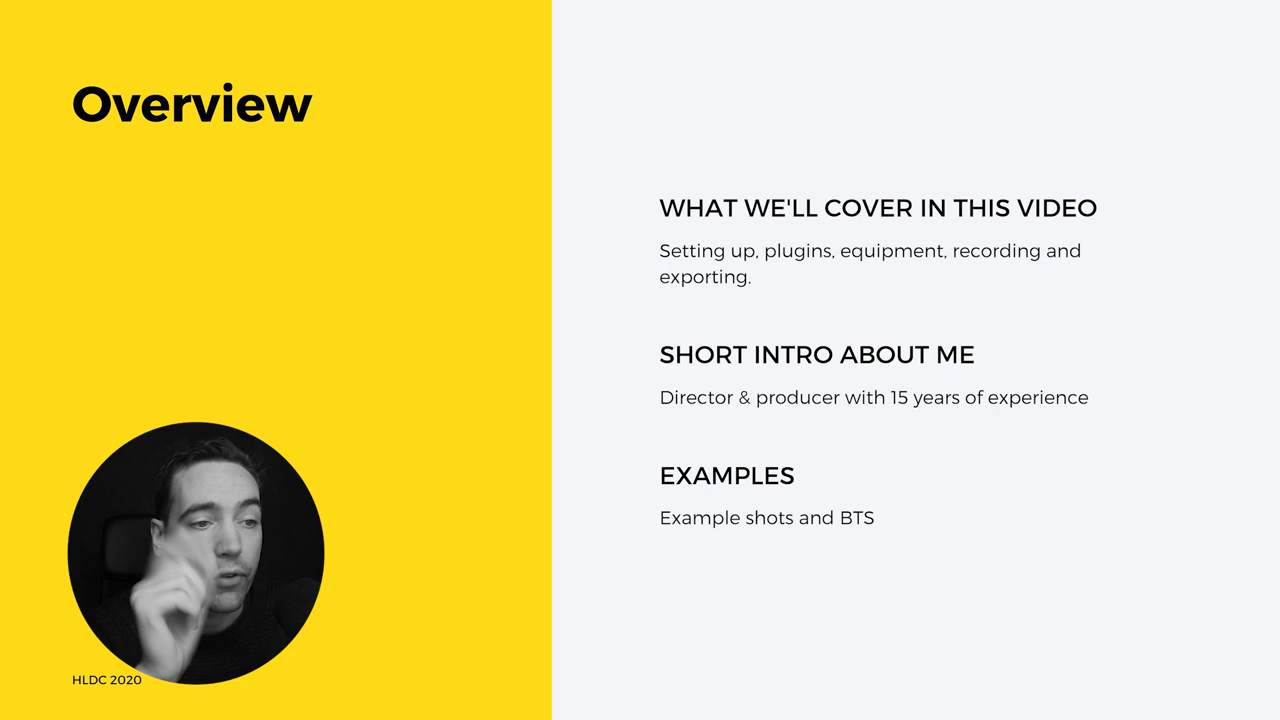 Overview
WHAT WE'LL COVER IN THIS VIDEO
Setting up, plugins, equipment, recording and
exporting.
SHORT INTRO ABOUT ME
Director & producer with 15 years of experience
EXAMPLES
Example shots and BTS
HLDC 2020